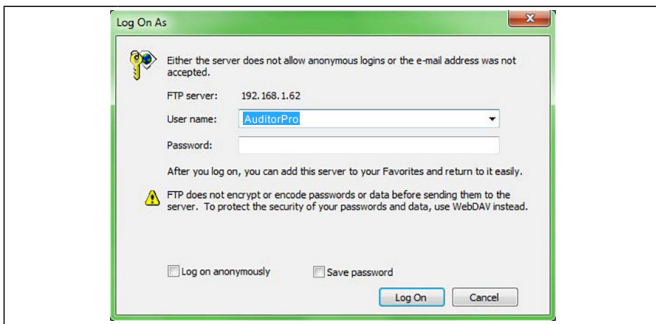 Log On As
Either the server does not allow anonymous logins or the e-mail address was not
accepted.
FTP server: 192.168.1.62
User name: AuditorPro
Password:
After you log on, you can add this server to your Favorites and return to it easily.
FTP does not encrypt or encode passwords or data before sending them to the
server. To protect the security of your passwords and data, use WebDAV instead.
Log on anonymously Save password
Log On Cancel